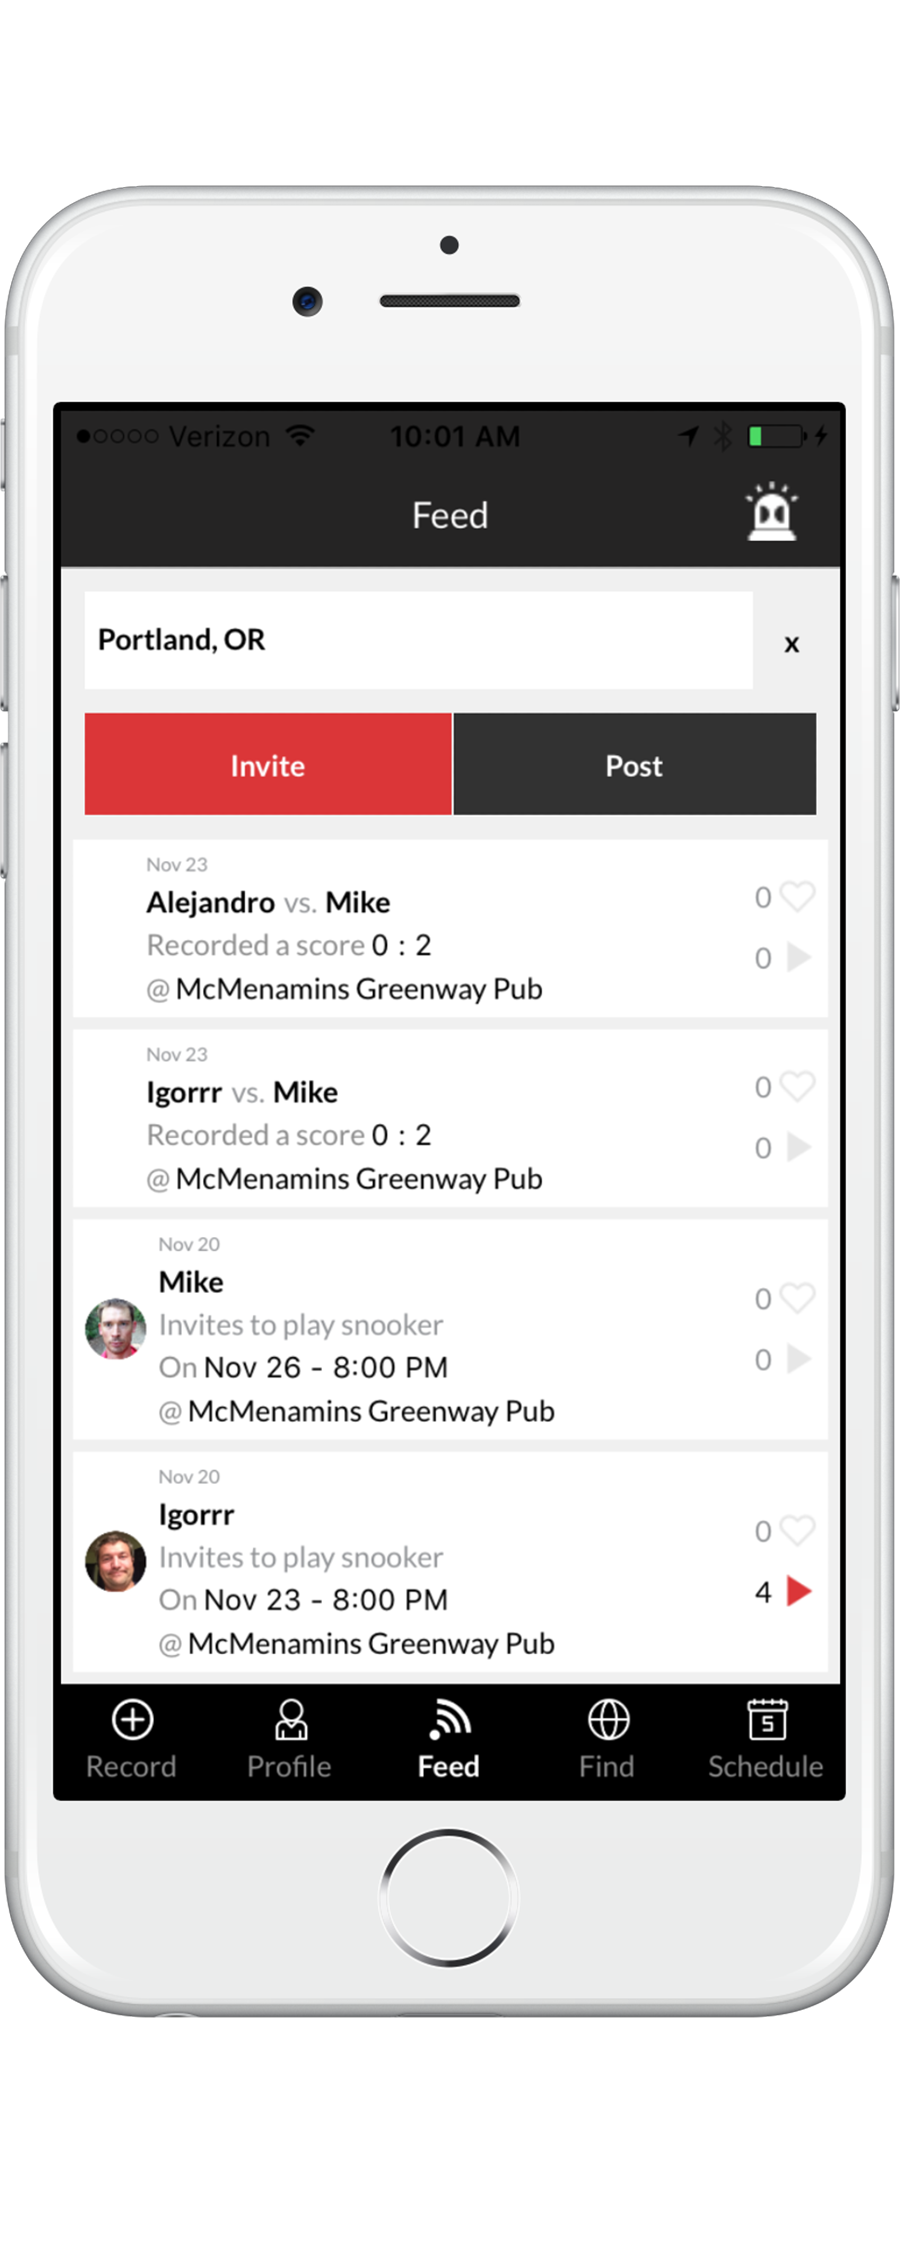 Verizon 10:01 AM
Feed
Portland, OR x
Invite Post
Nov 23
Alejandro vs. Mike 0
Recorded a score 0 : 2 0
@ McMenamins Greenway Pub
Nov 23
Igorrr vs. Mike 0
Recorded a score 0 : 2 0
@ McMenamins Greenway Pub
Nov 20
Mike 0
Invites to play snooker
On Nov 26 - 8:00 PM 0
@ McMenamins Greenway Pub
Nov 20
Igorrr 0
Invites to play snooker
On Nov 23 - 8:00 PM 4
@ McMenamins Greenway Pub
5
Record Profile Feed Find Schedule